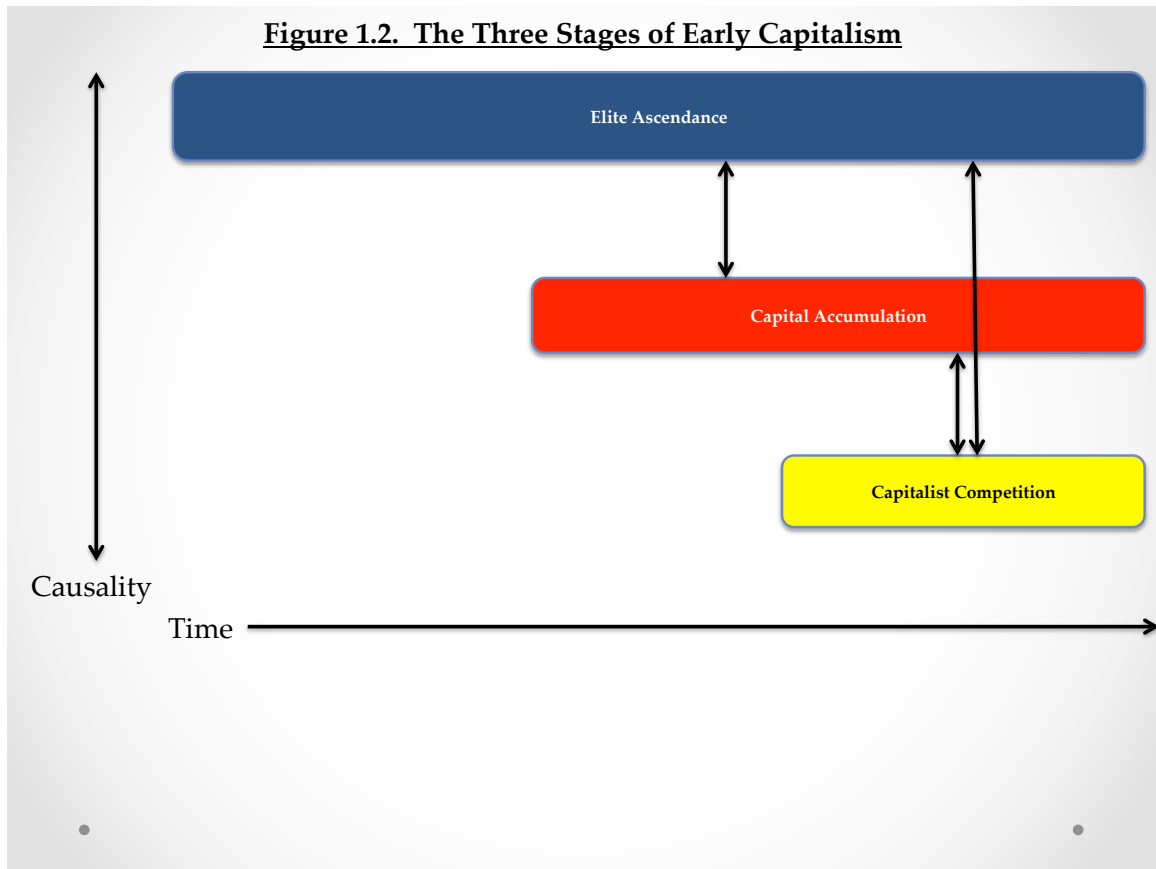 Figure 1.2.  The Three Stages of Early Capitalism
Elite Ascendance
Capital Accumulation
Capitalist Competition
Causality
Time